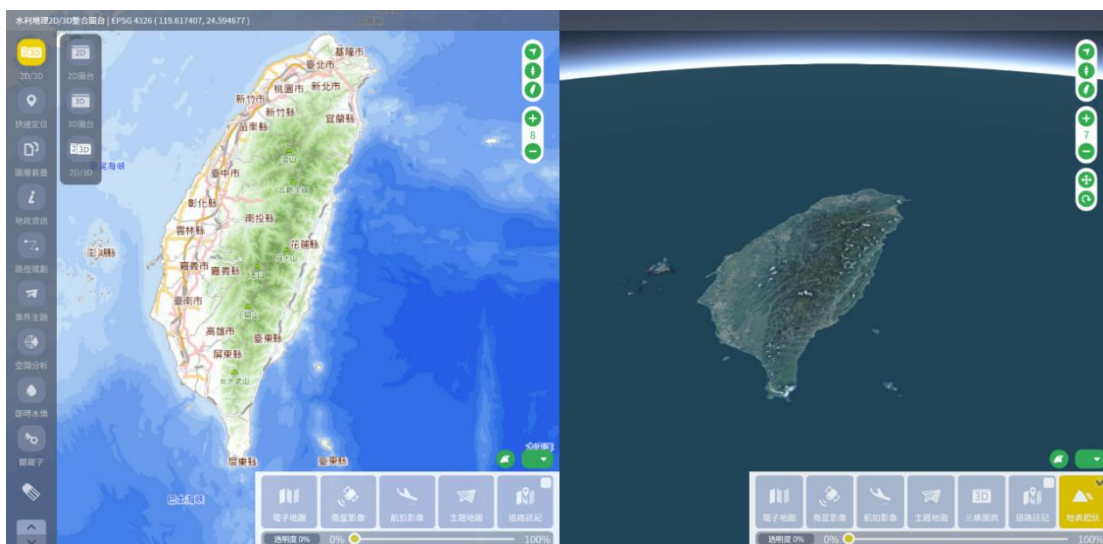 水利地理2D/3D整合圖台 | EPSG 4326 ( 119.617407, 24.594677 )
2D/3D
2D/3D
快速定位
圖層套疊
地政資訊
路徑規劃
事件主題
空間分析
即時水情
關鍵字
2D
2D圖台
3D
3D圖台
2/3D
2D/3D
基隆市
臺北市
桃園市
新北市
新竹市
新竹縣
宜蘭縣
苗栗縣
臺中市
彰化縣
南投縣
雲林縣
花蓮縣
澎湖縣
嘉義市
嘉義縣
玉山
臺南市
高雄市
臺東縣
屏東縣
北大武山
屏東縣
臺東縣
巴士海峽
8
電子地圖
衛星影像
航拍影像
主題地圖
道路註記
透明度 0%
0%
100%
7
電子地圖
衛星影像
航拍影像
主題地圖
3D
三維圖資
道路註記
地表起伏
透明度 0%
0%
100%